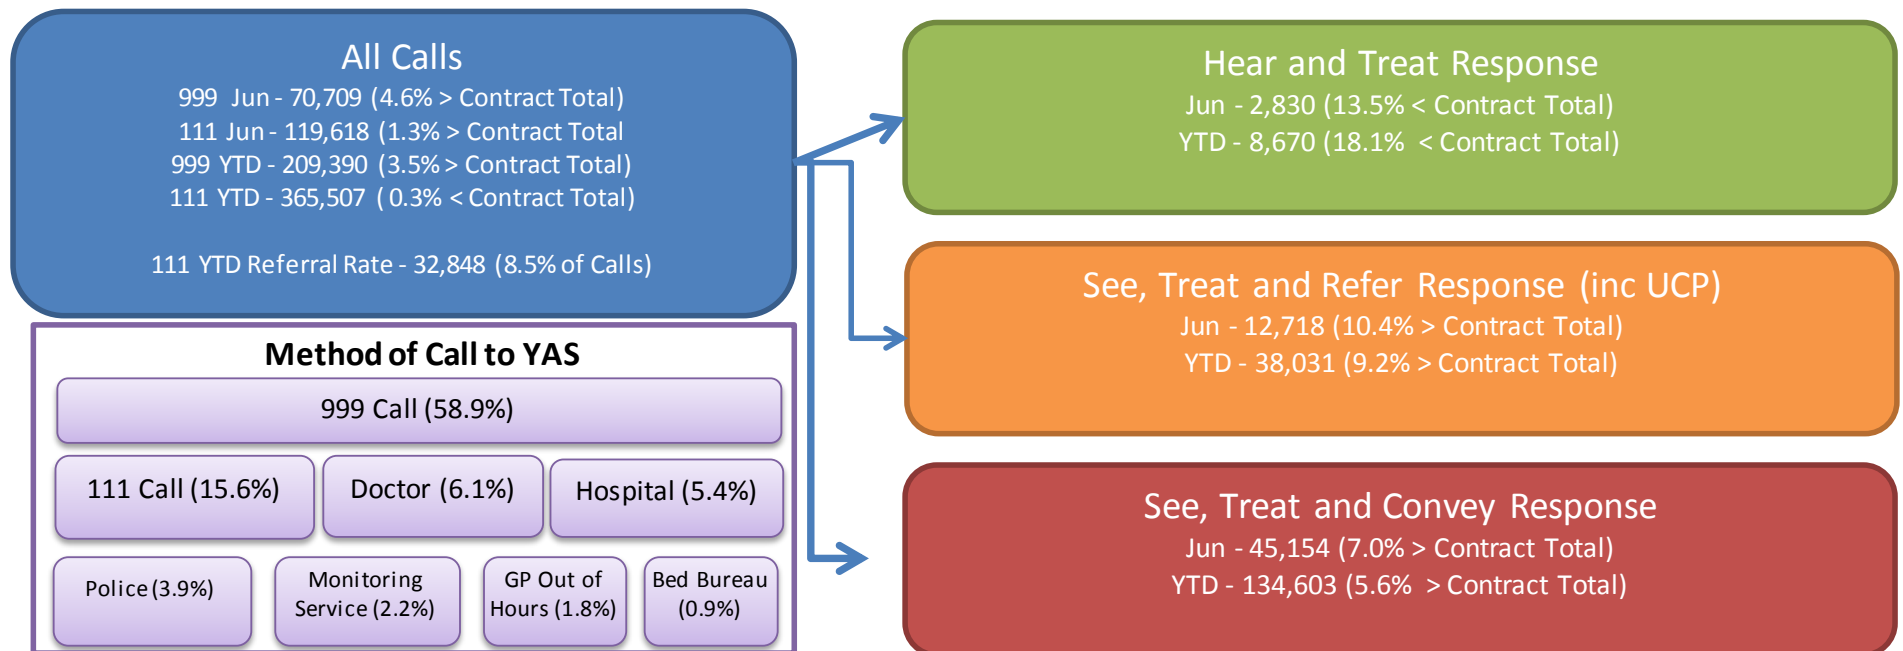 All Calls
999 Jun - 70,709 (4.6% > Contract Total)
111 Jun - 119,618 (1.3% > Contract Total
999 YTD - 209,390 (3.5% > Contract Total)
111 YTD - 365,507 ( 0.3% < Contract Total)
111 YTD Referral Rate - 32,848 (8.5% of Calls)
Method of Call to YAS
999 Call (58.9%)
111 Call (15.6%)
Doctor (6.1%)
Hospital (5.4%)
Police (3.9%)
Monitoring
Service (2.2%)
GP Out of
Hours (1.8%)
Bed Bureau
(0.9%)
Hear and Treat Response
Jun - 2,830 (13.5% < Contract Total)
YTD - 8,670 (18.1% < Contract Total)
See, Treat and Refer Response (inc UCP)
Jun - 12,718 (10.4% > Contract Total)
YTD - 38,031 (9.2% > Contract Total)
See, Treat and Convey Response
Jun - 45,154 (7.0% > Contract Total)
YTD - 134,603 (5.6% > Contract Total)